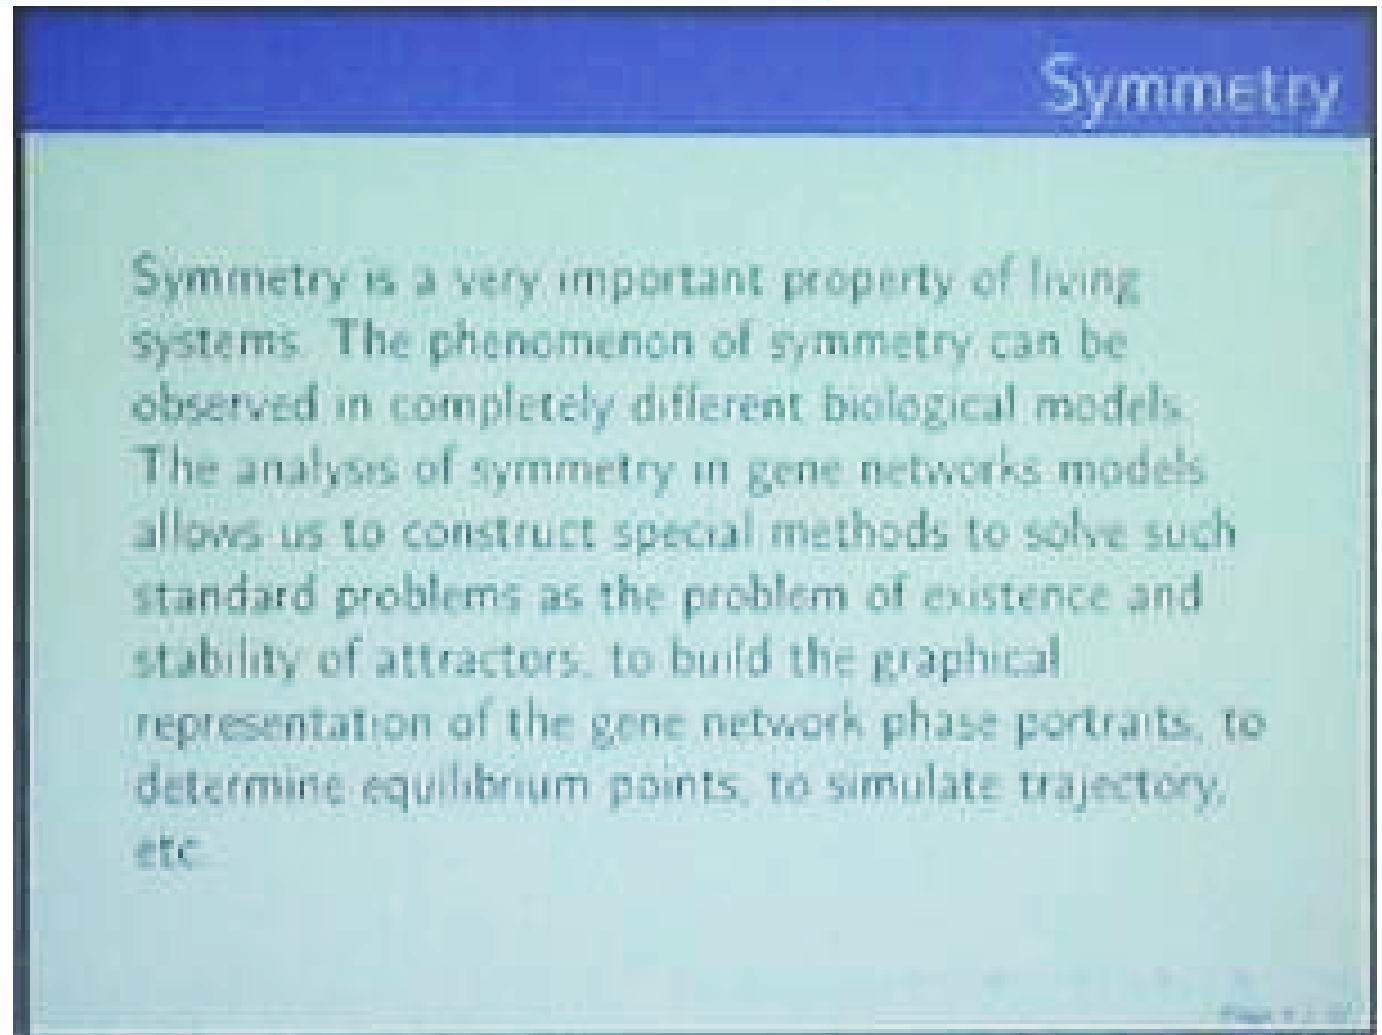 Symmetry
Symmetry is a very important property of living
systems. The phenomenon of symmetry can be
observed in completely different biological models.
The analysis of symmetry in gene networks models
allows us to construct special methods to solve such
standard problems as the problem of existence and
stability of attractors, to build the graphical
representation of the gene network phase portraits, to
determine equilibrium points, to simulate trajectory,
etc.
Page